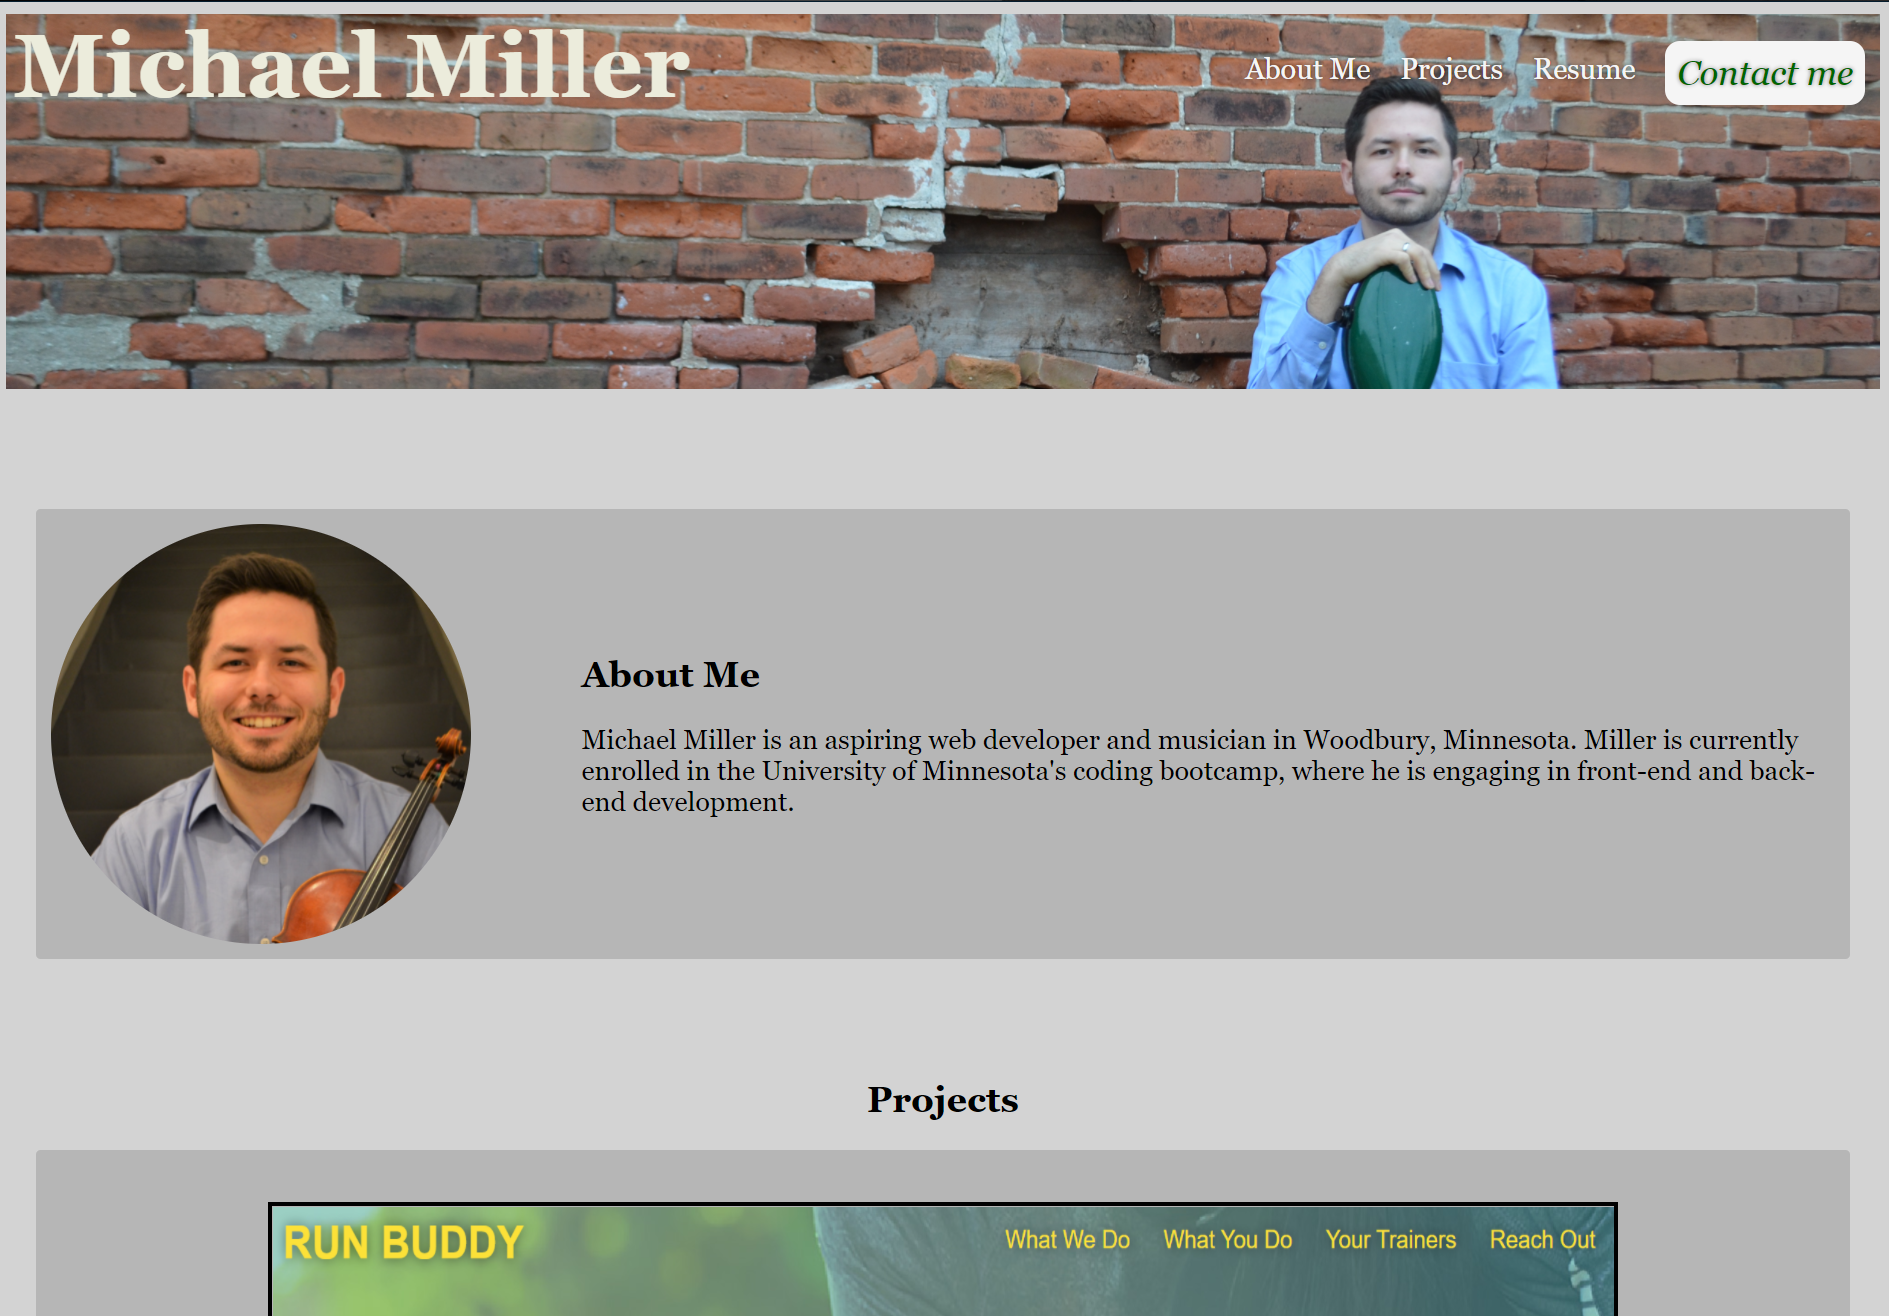 Michael Miller
About Me Projects Resume Contact me
About Me
Michael Miller is an aspiring web developer and musician in Woodbury, Minnesota. Miller is currently
enrolled in the University of Minnesota's coding bootcamp, where he is engaging in front-end and back-
end development.
Projects
RUN BUDDY What We Do What You Do Your Trainers Reach Out